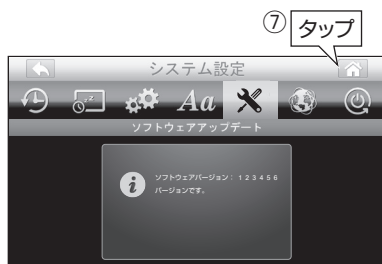 ⑦ タップ
システム設定
Aa
ソフトウェアアップデート
ソフトウェアバージョン： １２３４５６
バージョンです。